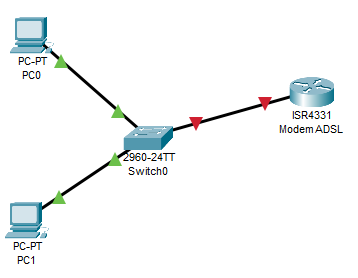 PC-PT
PC0
ISR4331
Modem ADSL
2960-24TT
Switch0
PC-PT
PC1